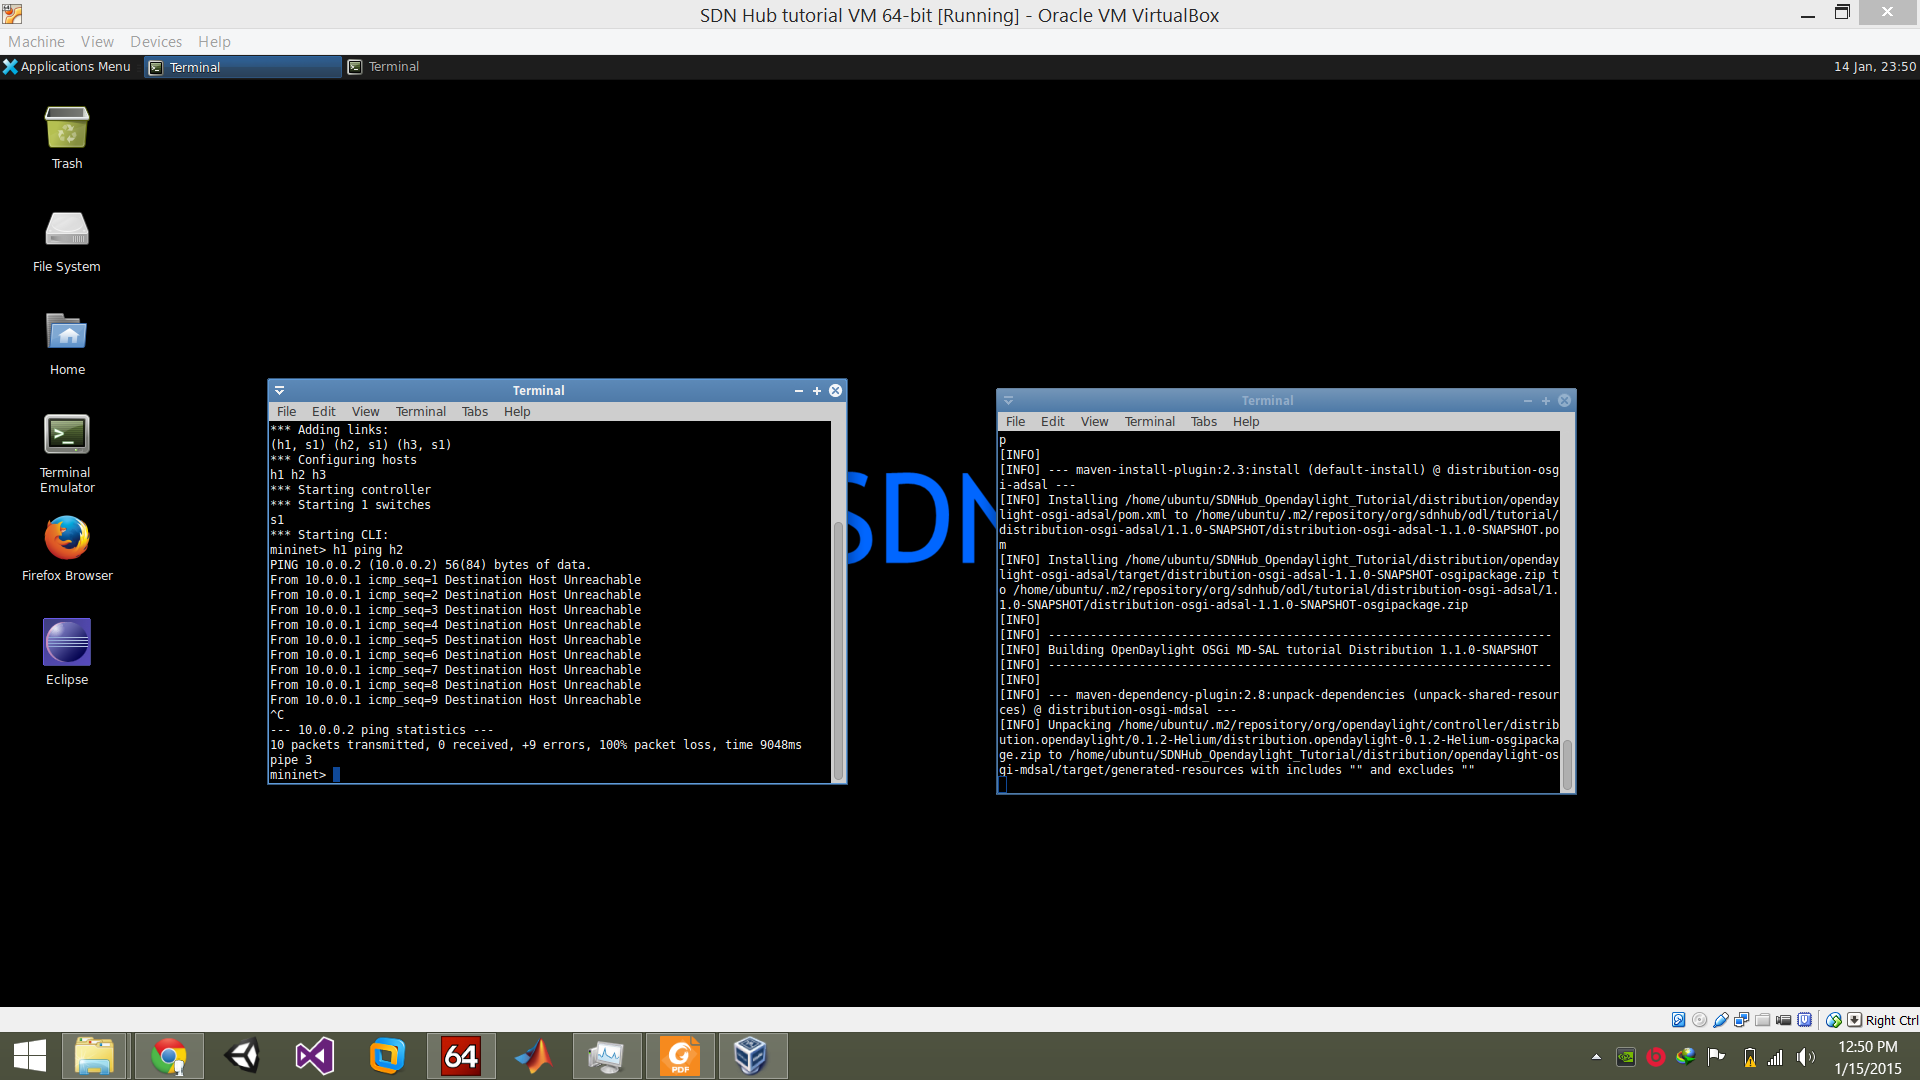 SDN Hub tutorial VM 64-bit [Running] - Oracle VM VirtualBox
Machine View Devices Help
Applications Menu Terminal Terminal 14 Jan, 23:50
Trash
File System
Home
Terminal
Emulator
Firefox Browser
Eclipse
SDN
Terminal
File Edit View Terminal Tabs Help
*** Adding links:
(h1, s1) (h2, s1) (h3, s1)
*** Configuring hosts
h1 h2 h3
*** Starting controller
*** Starting 1 switches
s1
*** Starting CLI:
mininet> h1 ping h2
PING 10.0.0.2 (10.0.0.2) 56(84) bytes of data.
From 10.0.0.1 icmp_seq=1 Destination Host Unreachable
From 10.0.0.1 icmp_seq=2 Destination Host Unreachable
From 10.0.0.1 icmp_seq=3 Destination Host Unreachable
From 10.0.0.1 icmp_seq=4 Destination Host Unreachable
From 10.0.0.1 icmp_seq=5 Destination Host Unreachable
From 10.0.0.1 icmp_seq=6 Destination Host Unreachable
From 10.0.0.1 icmp_seq=7 Destination Host Unreachable
From 10.0.0.1 icmp_seq=8 Destination Host Unreachable
From 10.0.0.1 icmp_seq=9 Destination Host Unreachable
^C
--- 10.0.0.2 ping statistics ---
10 packets transmitted, 0 received, +9 errors, 100% packet loss, time 9048ms
pipe 3
mininet>
Terminal
File Edit View Terminal Tabs Help
p
[INFO]
[INFO] --- maven-install-plugin:2.3:install (default-install) @ distribution-osg
i-adsal ---
[INFO] Installing /home/ubuntu/SDNHub_Opendaylight_Tutorial/distribution/openday
light-osgi-adsal/pom.xml to /home/ubuntu/.m2/repository/org/sdnhub/odl/tutorial/
distribution-osgi-adsal/1.1.0-SNAPSHOT/distribution-osgi-adsal-1.1.0-SNAPSHOT.po
m
[INFO] Installing /home/ubuntu/SDNHub_Opendaylight_Tutorial/distribution/openday
light-osgi-adsal/target/distribution-osgi-adsal-1.1.0-SNAPSHOT-osgipackage.zip t
o /home/ubuntu/.m2/repository/org/sdnhub/odl/tutorial/distribution-osgi-adsal/1.
1.0-SNAPSHOT/distribution-osgi-adsal-1.1.0-SNAPSHOT-osgipackage.zip
[INFO]
[INFO] ------------------------------------------------------------------------
[INFO] Building OpenDaylight OSGi MD-SAL tutorial Distribution 1.1.0-SNAPSHOT
[INFO] ------------------------------------------------------------------------
[INFO]
[INFO] --- maven-dependency-plugin:2.8:unpack-dependencies (unpack-shared-resour
ces) @ distribution-osgi-mdsal ---
[INFO] Unpacking /home/ubuntu/.m2/repository/org/opendaylight/controller/distrib
ution.opendaylight/0.1.2-Helium/distribution.opendaylight-0.1.2-Helium-osgipacka
ge.zip to /home/ubuntu/SDNHub_Opendaylight_Tutorial/distribution/opendaylight-os
gi-mdsal/target/generated-resources with includes "" and excludes ""
Right Ctrl
64
PDF
12:50 PM
1/15/2015